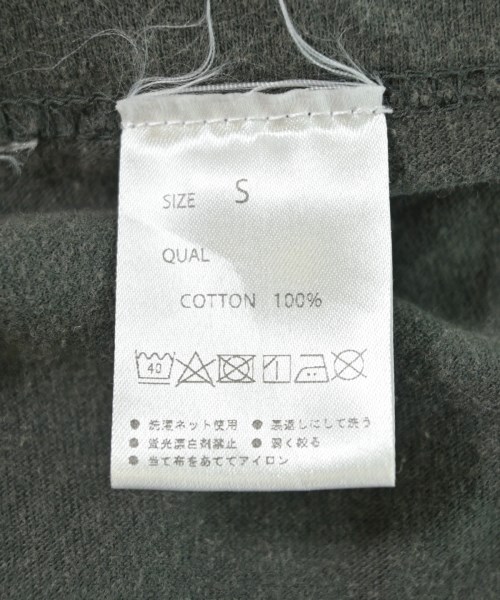 SIZE S
QUAL
COTTON 100%
40
● 洗濯ネット使用 ● 裏返しにして洗う
● 蛍光漂白剤禁止 ● 弱く絞る
● 当て布をあててアイロン